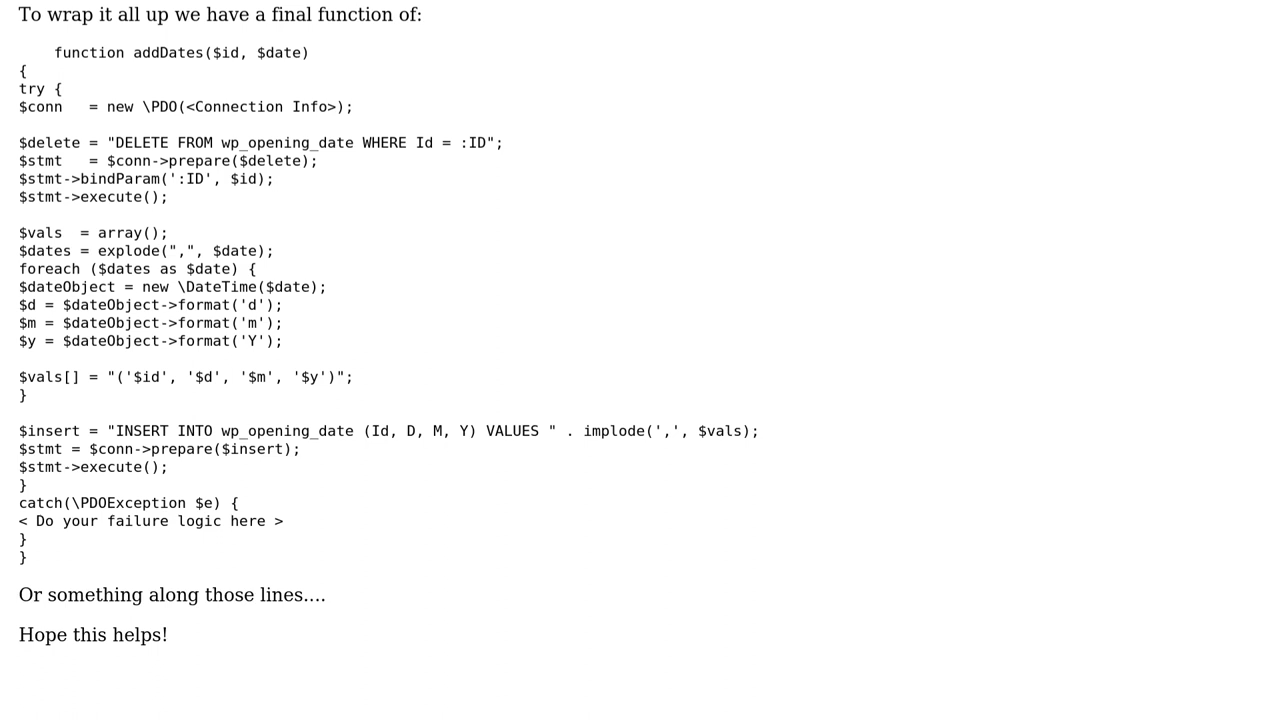 To wrap it all up we have a final function of:
    function addDates($id, $date)
{
try {
$conn   = new \PDO(<Connection Info>);

$delete = "DELETE FROM wp_opening_date WHERE Id = :ID";
$stmt   = $conn->prepare($delete);
$stmt->bindParam(':ID', $id);
$stmt->execute();

$vals  = array();
$dates = explode(",", $date);
foreach ($dates as $date) {
$dateObject = new \DateTime($date);
$d = $dateObject->format('d');
$m = $dateObject->format('m');
$y = $dateObject->format('Y');

$vals[] = "('$id', '$d', '$m', '$y')";
}

$insert = "INSERT INTO wp_opening_date (Id, D, M, Y) VALUES " . implode(',', $vals);
$stmt = $conn->prepare($insert);
$stmt->execute();
}
catch(\PDOException $e) {
< Do your failure logic here >
}
}
Or something along those lines....
Hope this helps!